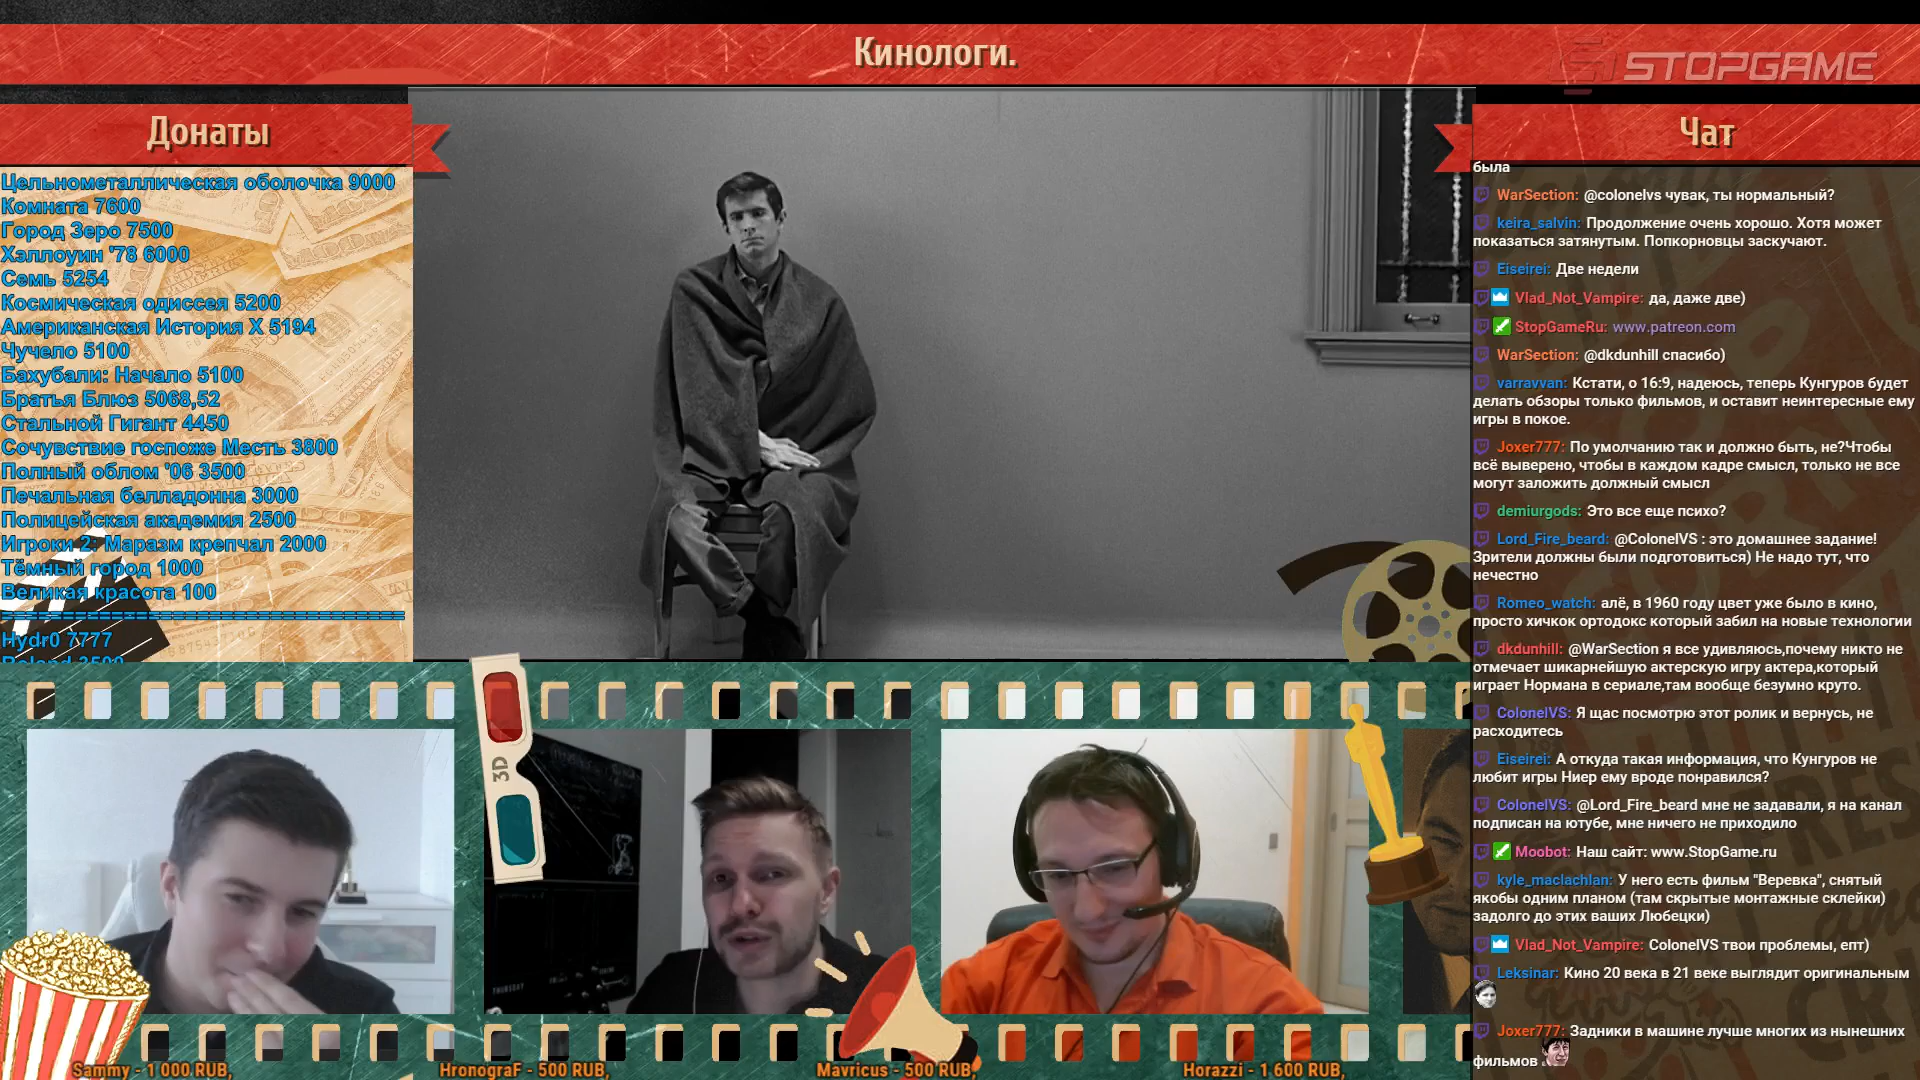 Кинологи.
STOPGAME
Донаты
Цельнометаллическая оболочка 9000
Комната 7600
Город Зеро 7500
Хэллоуин '78 6000
Семь 5254
Космическая одиссея 5200
Американская История Х 5194
Чучело 5100
Бахубали: Начало 5100
Братья Блюз 5068,52
Стальной Гигант 4450
Сочувствие госпоже Месть 3800
Полный облом '06 3500
Печальная белладонна 3000
Полицейская академия 2500
Игроки 2: Маразм крепчал 2000
Тёмный город 1000
Великая красота 100
Hydr0 7777
Roland 3500
Чат
была
WarSection: @colonelvs чувак, ты нормальный?
keira_salvin: Продолжение очень хорошо. Хотя может
показаться затянутым. Попкорновцы заскучают.
Eiseirei: Две недели
Vlad_Not_Vampire: да, даже две)
StopGameRu: www.patreon.com
WarSection: @dkdunhill спасибо)
varravvan: Кстати, о 16:9, надеюсь, теперь Кунгуров будет
делать обзоры только фильмов, и оставит неинтересные ему
игры в покое.
Joxer777: По умолчанию так и должно быть, не?Чтобы
всё выверено, чтобы в каждом кадре смысл, только не все
могут заложить должный смысл
demiurgods: Это все еще психо?
Lord_Fire_beard: @ColonelVS : это домашнее задание!
Зрители должны были подготовиться) Не надо тут, что
нечестно
Romeo_watch: алё, в 1960 году цвет уже было в кино,
просто хичкок ортодокс который забил на новые технологии
dkdunhill: @WarSection я все удивляюсь,почему никто не
отмечает шикарнейшую актерскую игру актера,который
играет Нормана в сериале,там вообще безумно круто.
ColonelVS: Я щас посмотрю этот ролик и вернусь, не
расходитесь
Eiseirei: А откуда такая информация, что Кунгуров не
любит игры Ниер ему вроде понравился?
ColonelVS: @Lord_Fire_beard мне не задавали, я на канал
подписан на ютубе, мне ничего не приходило
Moobot: Наш сайт: www.StopGame.ru
kyle_maclachlan: У него есть фильм "Веревка", снятый
якобы одним планом (там скрытые монтажные склейки)
задолго до этих ваших Любецки)
Vlad_Not_Vampire: ColonelVS твои проблемы, епт)
Leksinar: Кино 20 века в 21 веке выглядит оригинальным
Joxer777: Задники в машине лучше многих из нынешних
фильмов
3D
Sammy - 1 000 RUB,
HronograF - 500 RUB,
Mavricus - 500 RUB,
Horazzi - 1 600 RUB,